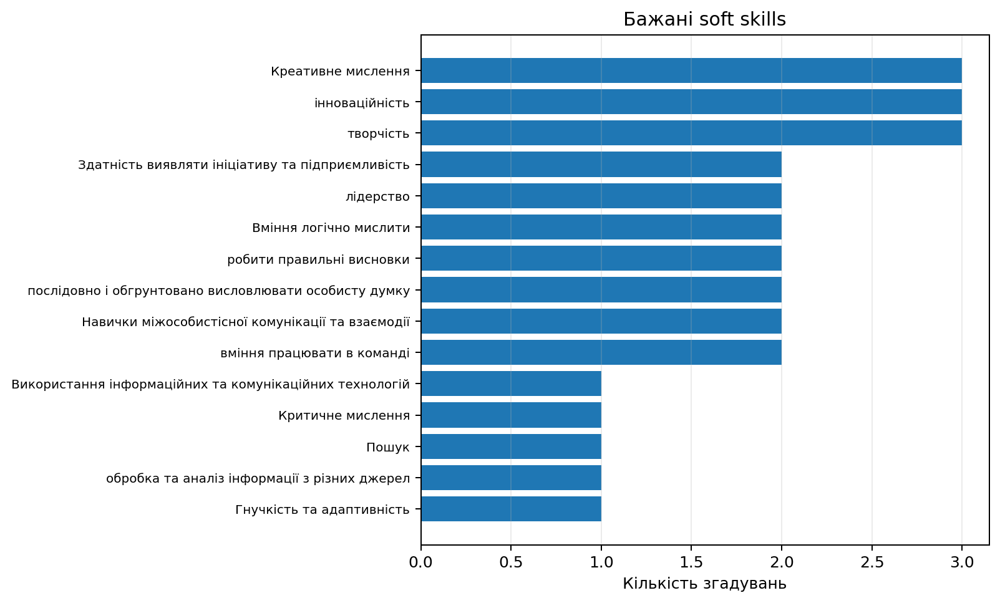 Бажані soft skills
Креативне мислення
інноваційність
творчість
Здатність виявляти ініціативу та підприємливість
лідерство
Вміння логічно мислити
робити правильні висновки
послідовно і обгрунтовано висловлювати особисту думку
Навички міжособистісної комунікації та взаємодії
вміння працювати в команді
Використання інформаційних та комунікаційних технологій
Критичне мислення
Пошук
обробка та аналіз інформації з різних джерел
Гнучкість та адаптивність
0.0 0.5 1.0 1.5 2.0 2.5 3.0
Кількість згадувань